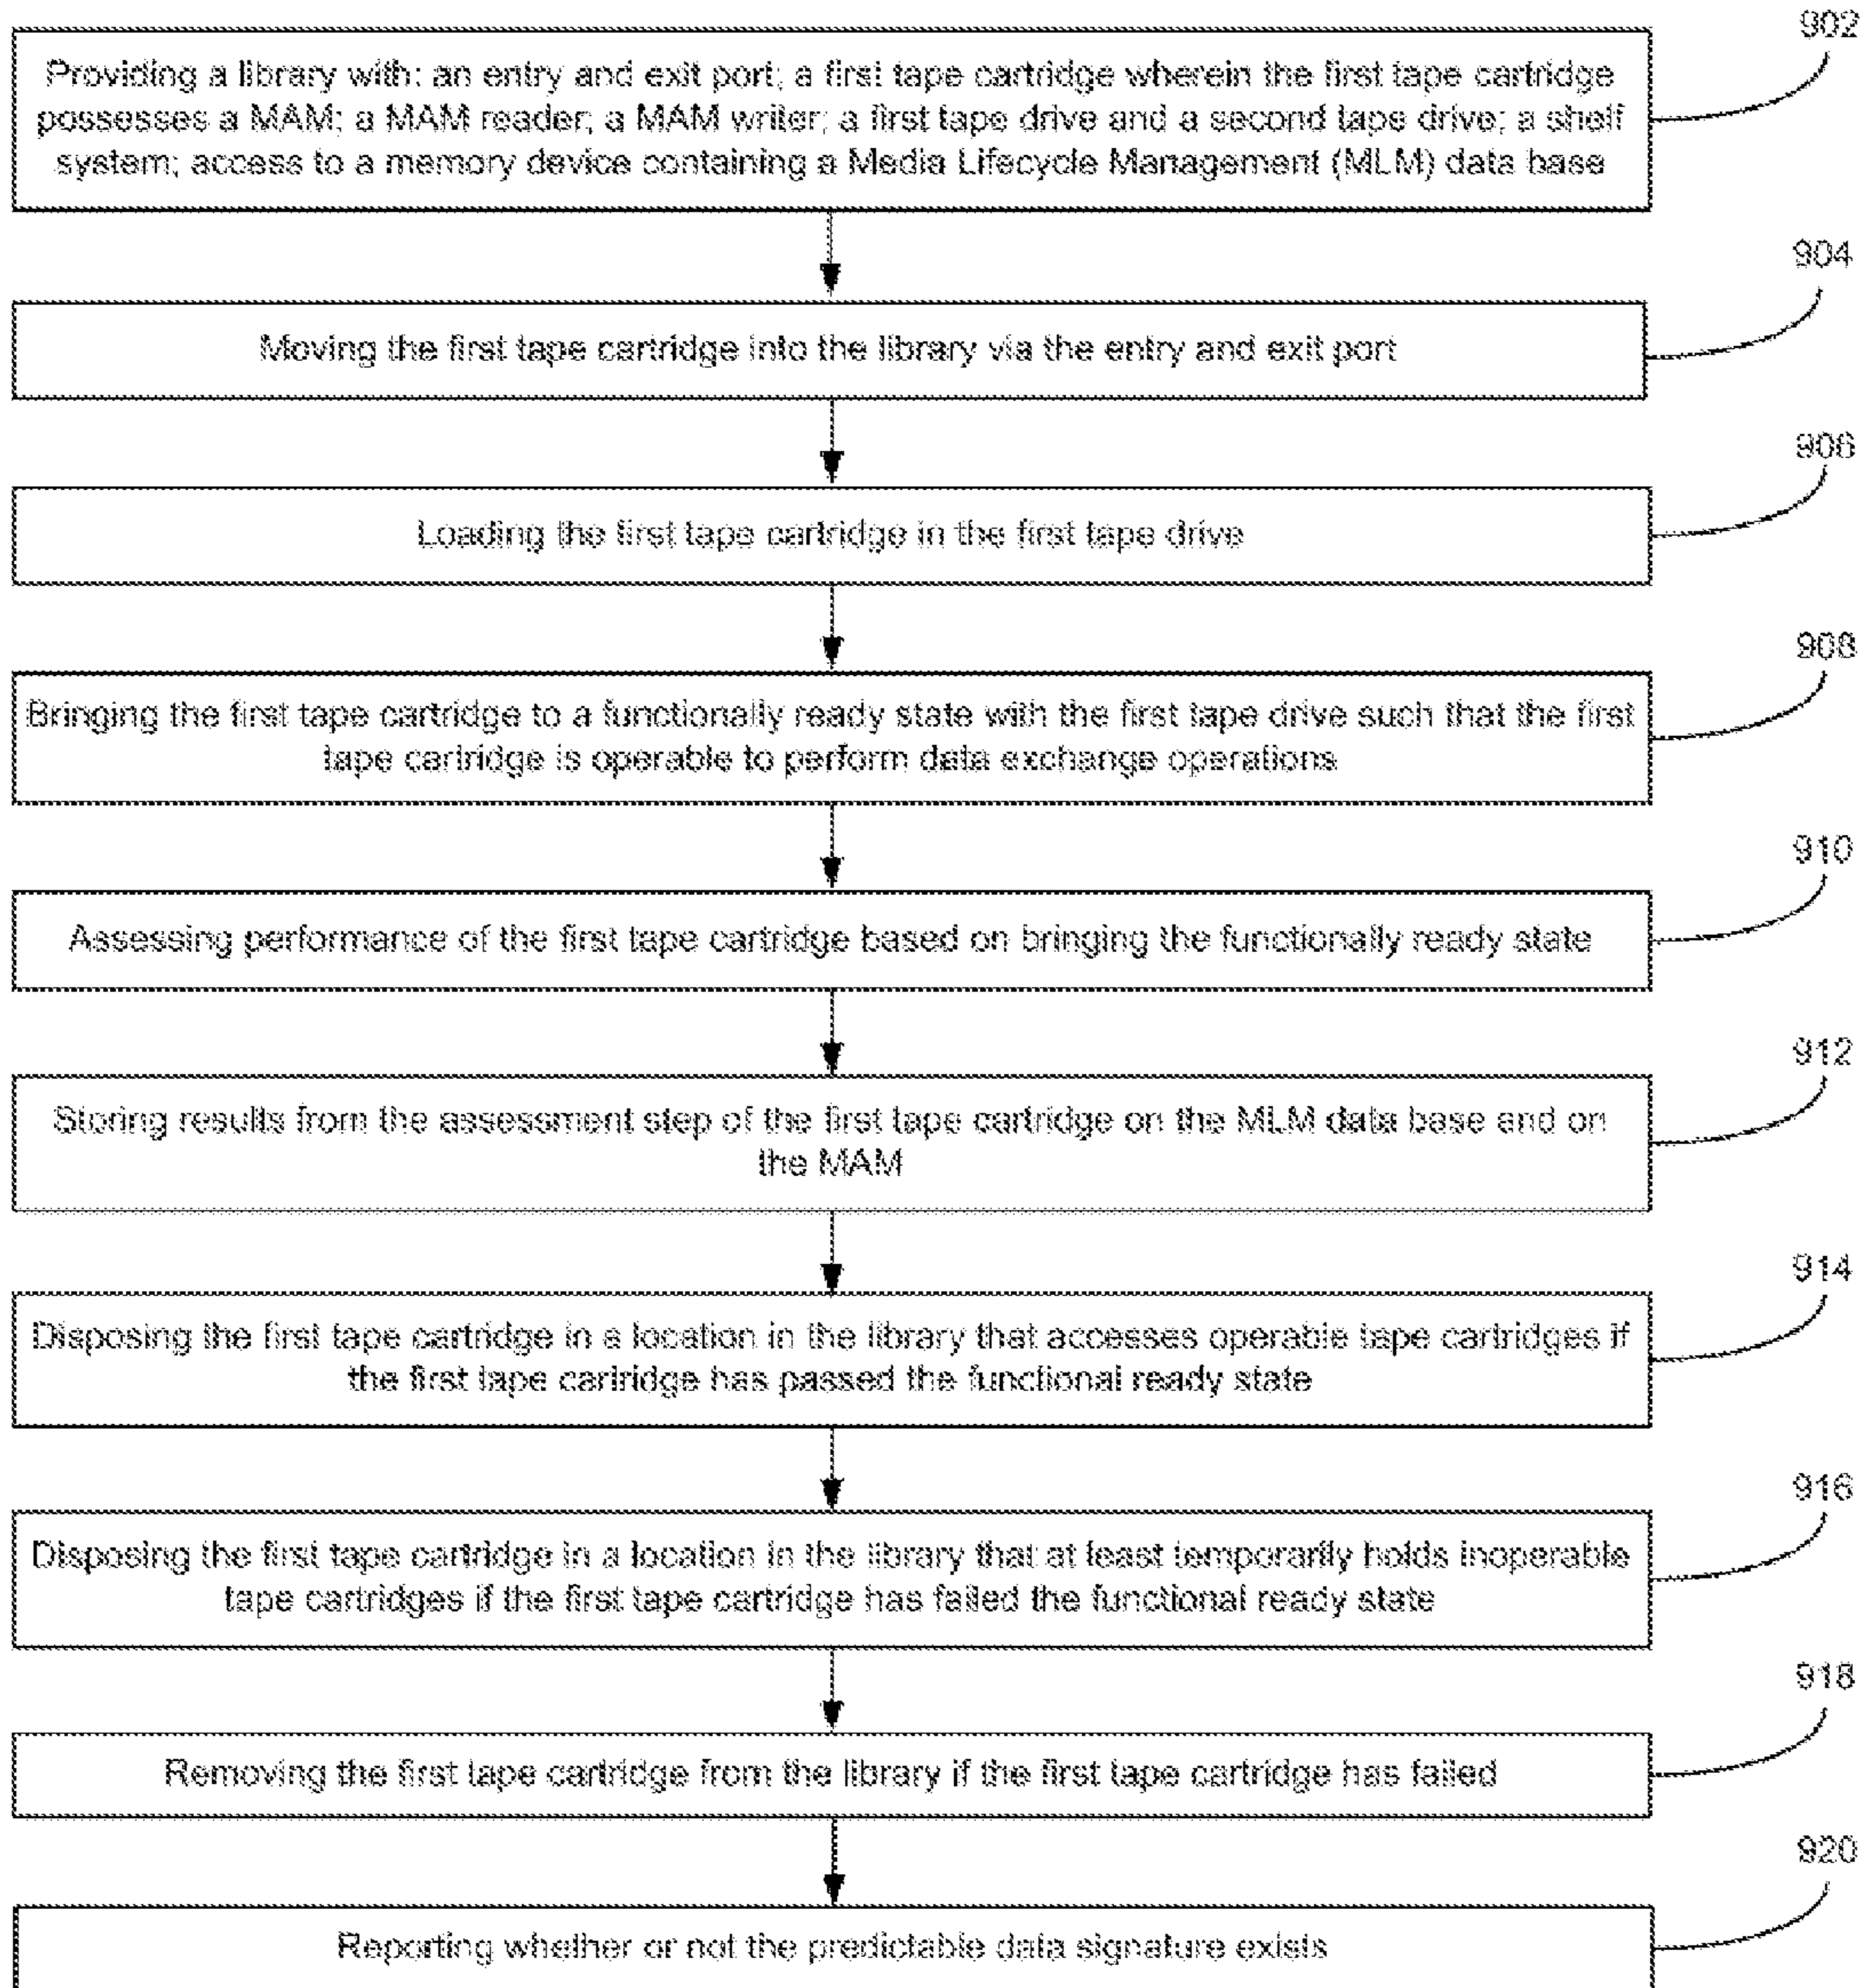 902
Providing a library with: an entry and exit port; a first tape cartridge wherein the first tape cartridge
possesses a MAM; a MAM reader; a MAM writer; a first tape drive and a second tape drive; a shelf
system; access to a memory device containing a Media Lifecycle Management (MLM) data base
904
Moving the first tape cartridge into the library via the entry and exit port
906
Loading the first tape cartridge in the first tape drive
908
Bringing the first tape cartridge to a functionally ready state with the first tape drive such that the first
tape cartridge is operable to perform data exchange operations
910
Assessing performance of the first tape cartridge based on bringing the functionally ready state
912
Storing results from the assessment step of the first tape cartridge on the MLM data base and on
the MAM
914
Disposing the first tape cartridge in a location in the library that accesses operable tape cartridges if
the first tape cartridge has passed the functional ready state
916
Disposing the first tape cartridge in a location in the library that at least temporarily holds inoperable
tape cartridges if the first tape cartridge has failed the functional ready state
918
Removing the first tape cartridge from the library if the first tape cartridge has failed
920
Reporting whether or not the predictable data signature exists